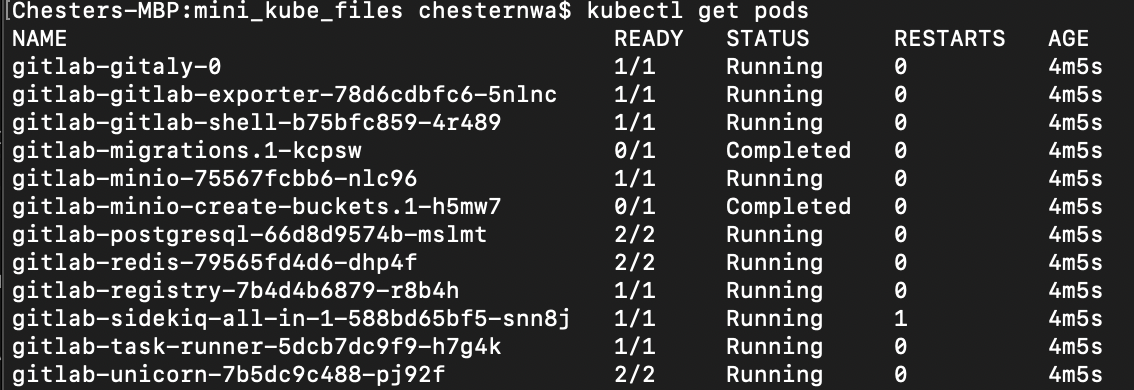 [Chesters-MBP:mini_kube_files chesternwa$ kubectl get pods
NAME READY STATUS RESTARTS AGE
gitlab-gitaly-0 1/1 Running 0 4m5s
gitlab-gitlab-exporter-78d6cdbfc6-5nlnc 1/1 Running 0 4m5s
gitlab-gitlab-shell-b75bfc859-4r489 1/1 Running 0 4m5s
gitlab-migrations.1-kcpsw 0/1 Completed 0 4m5s
gitlab-minio-75567fcbb6-nlc96 1/1 Running 0 4m5s
gitlab-minio-create-buckets.1-h5mw7 0/1 Completed 0 4m5s
gitlab-postgresql-66d8d9574b-mslmt 2/2 Running 0 4m5s
gitlab-redis-79565fd4d6-dhp4f 2/2 Running 0 4m5s
gitlab-registry-7b4d4b6879-r8b4h 1/1 Running 0 4m5s
gitlab-sidekiq-all-in-1-588bd65bf5-snn8j 1/1 Running 1 4m5s
gitlab-task-runner-5dcb7dc9f9-h7g4k 1/1 Running 0 4m5s
gitlab-unicorn-7b5dc9c488-pj92f 2/2 Running 0 4m5s